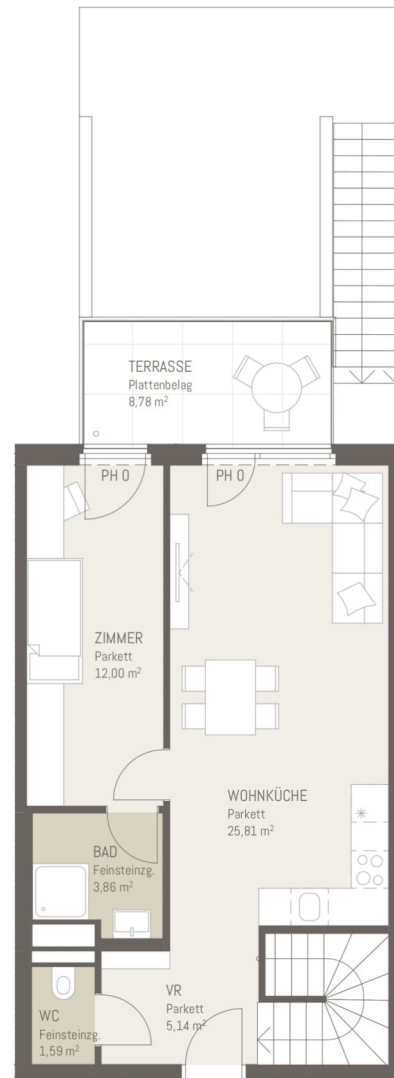 TERRASSE
Plattenbelag
8,78 m²
PH 0
PH 0
ZIMMER
Parkett
12,00 m²
WOHNKÜCHE
Parkett
25,81 m²
BAD
Feinsteinzg.
3,86 m²
VR
Parkett
5,14 m²
WC
Feinsteinzg.
1,59 m²